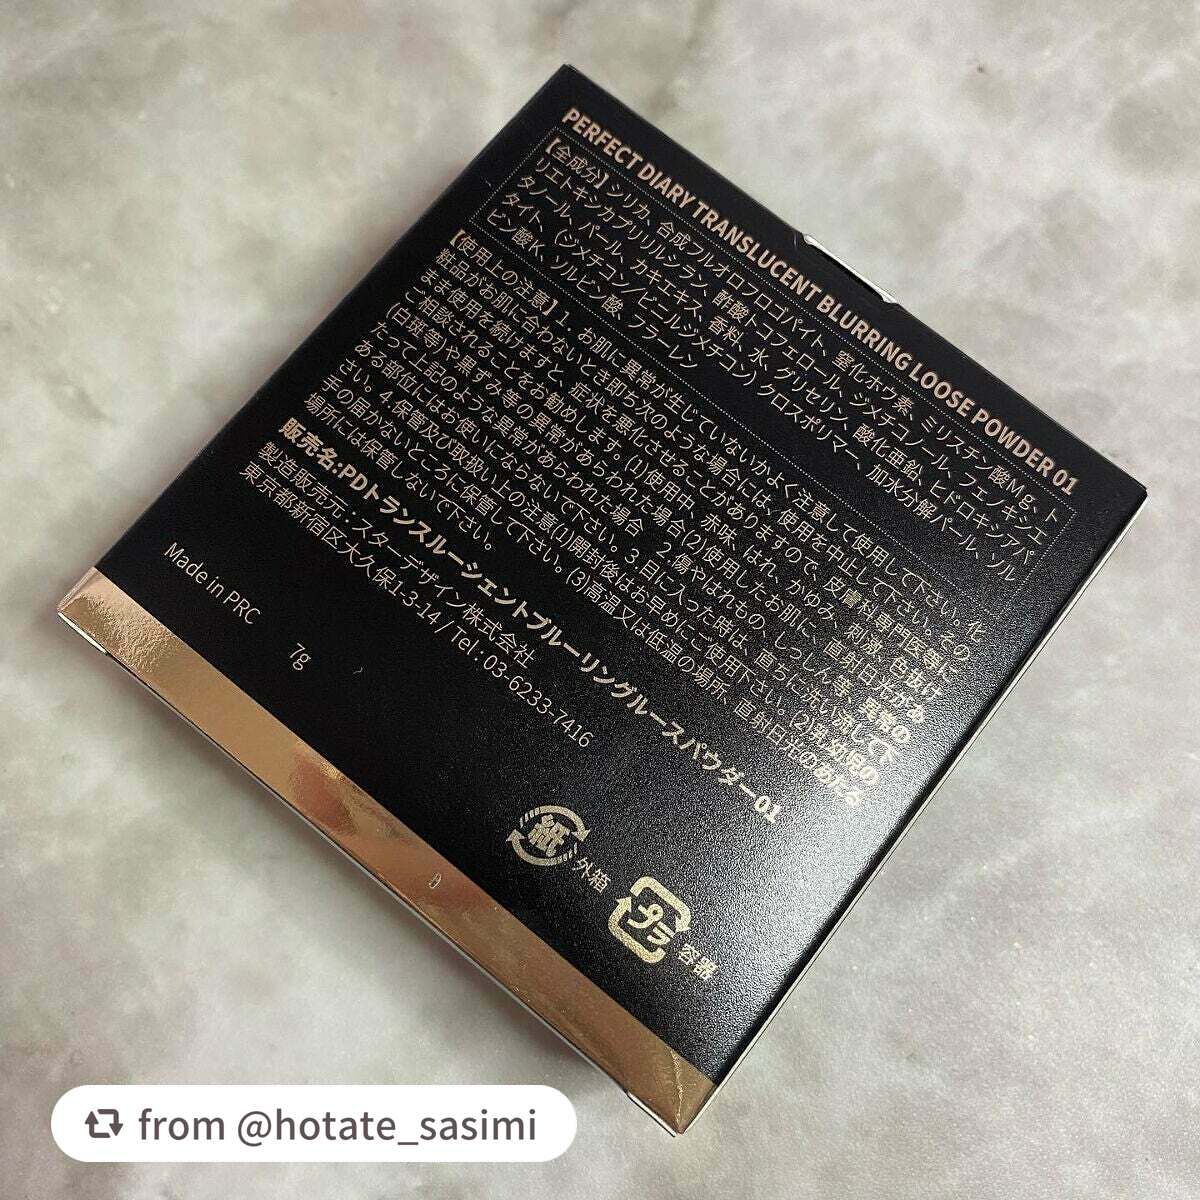 PERFECT DIARY TRANSLUCENT BLURRING LOOSE POWDER 01
【全成分】シリカ、合成フルオロフロゴパイト、窒化ホウ素、ミリスチン酸Mg、ト
リエトキシカプリリルシラン、酢酸トコフェロール、ジメチコノール、フェノキシエ
タノール、パール、カキエキス、香料、水、グリセリン、酸化亜鉛、ヒドロキシアパ
タイト、(ジメチコン/ビニルジメチコン)クロスポリマー、加水分解パール、ソル
ビン酸K、ソルビン酸、フラーレン
【使用上の注意】1. お肌に異常が生じていないかよく注意して使用して下さい。化
粧品がお肌に合わないとき即ち次のような場合には、使用を中止して下さい。その
まま使用を続けますと、症状を悪化させることがありますので、皮膚科専門医等に
ご相談されることをお勧めします。(1)使用中、赤味、はれ、かゆみ、刺激、色抜け
(白斑等)や黒ずみ等の異常があらわれた場合(2)使用したお肌に、直射日光があ
たって上記のような異常があらわれた場合 2.傷やはれもの、しっしん等、異常の
ある部位にはお使いにならないで下さい。3.目に入った時は、直ちに洗い流して下
さい。4.保管及び取扱い上の注意(1)開封後はお早めにご使用下さい。(2)乳幼児の
手の届かないところに保管して下さい。(3)高温又は低温の場所、直射日光のあたる
場所には保管しないで下さい。
販売名:PDトランスルーシェントブルーリングルースパウダー01
製造販売元:スターデザイン株式会社
東京都新宿区大久保1-3-14 / Tel : 03-6233-7416
Made in PRC 7g
紙 外箱
プラ 容器
from @hotate_sasimi